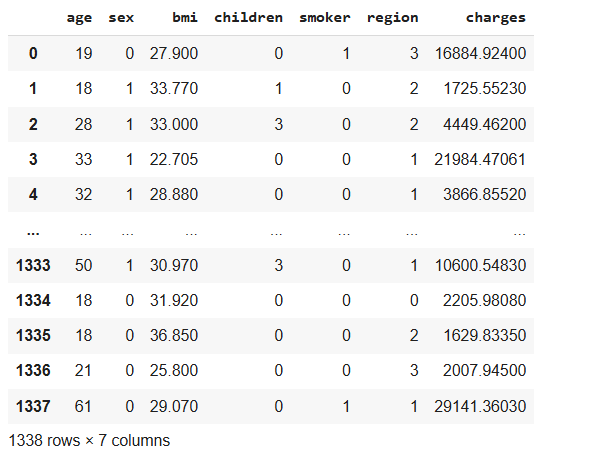 age sex bmi children smoker region charges
0 19 0 27.900 0 1 3 16884.92400
1 18 1 33.770 1 0 2 1725.55230
2 28 1 33.000 3 0 2 4449.46200
3 33 1 22.705 0 0 1 21984.47061
4 32 1 28.880 0 0 1 3866.85520
... ... ... ... ... ... ... ...
1333 50 1 30.970 3 0 1 10600.54830
1334 18 0 31.920 0 0 0 2205.98080
1335 18 0 36.850 0 0 2 1629.83350
1336 21 0 25.800 0 0 3 2007.94500
1337 61 0 29.070 0 1 1 29141.36030
1338 rows × 7 columns